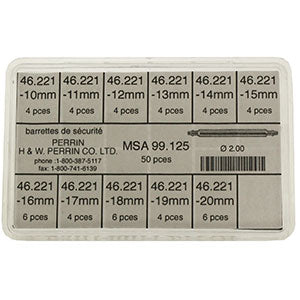 46.221 46.221 46.221 46.221 46.221 46.221
-10mm -11mm -12mm -13mm -14mm -15mm
4 pces 4 pces 4 pces 4 pces 4 pces 4 pces
barrettes de sécurité
PERRIN
H & W. PERRIN CO. LTD.
phone :1-800-387-5117
fax: 1-800-741-6139
MSA 99.125
50 pces
Ø 2.00
46.221 46.221 46.221 46.221 46.221
-16mm -17mm -18mm -19mm -20mm
6 pces 4 pces 6 pces 4 pces 6 pces